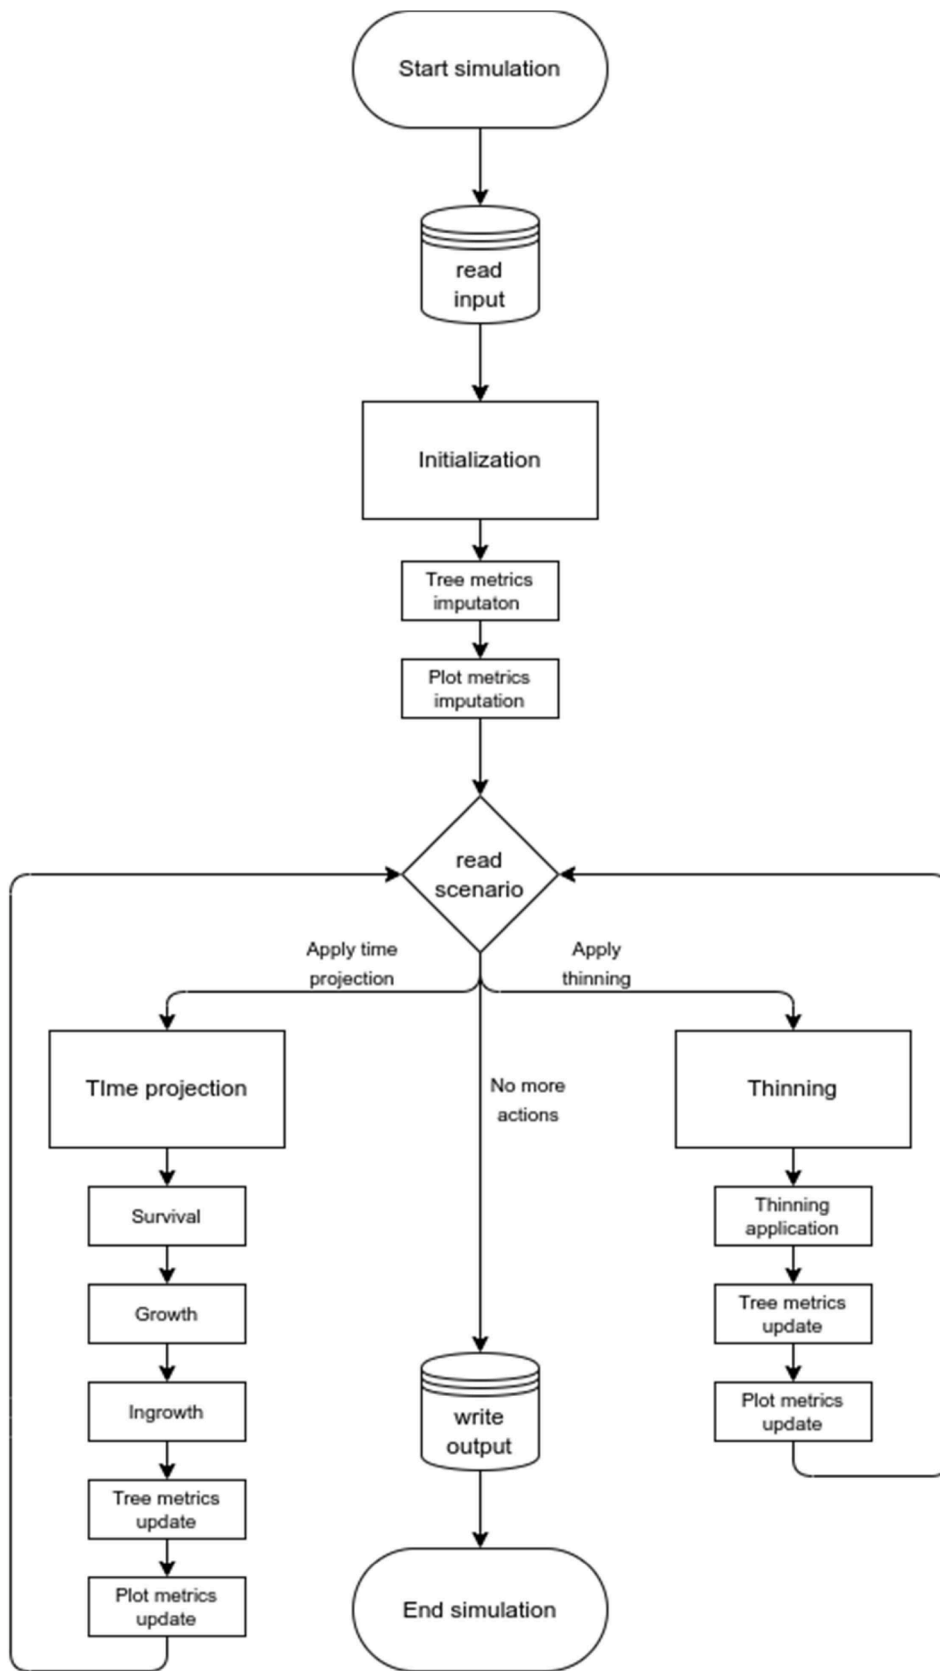 Start simulation
read
input
Initialization
Tree metrics
imputaton
Plot metrics
imputation
read
scenario
Apply time
projection
Apply
thinning
TIme projection
No more
actions
Thinning
Survival
Growth
Ingrowth
Tree metrics
update
Plot metrics
update
Thinning
application
Tree metrics
update
Plot metrics
update
write
output
End simulation